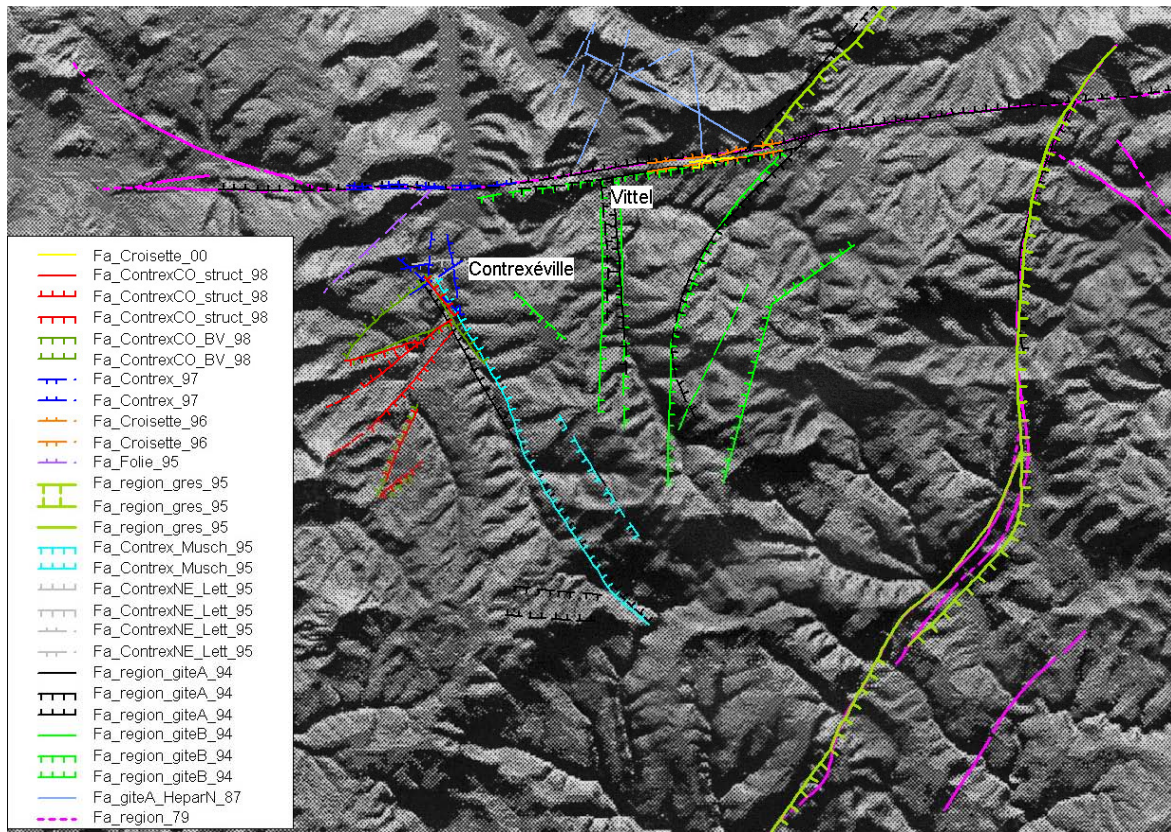 Vittel
Contrexéville
Fa_Croisette_00
Fa_ContrexCO_struct_98
Fa_ContrexCO_struct_98
Fa_ContrexCO_struct_98
Fa_ContrexCO_BV_98
Fa_ContrexCO_BV_98
Fa_Contrex_97
Fa_Contrex_97
Fa_Croisette_96
Fa_Croisette_96
Fa_Folie_95
Fa_region_gres_95
Fa_region_gres_95
Fa_region_gres_95
Fa_Contrex_Musch_95
Fa_Contrex_Musch_95
Fa_ContrexNE_Lett_95
Fa_ContrexNE_Lett_95
Fa_ContrexNE_Lett_95
Fa_ContrexNE_Lett_95
Fa_region_giteA_94
Fa_region_giteA_94
Fa_region_giteA_94
Fa_region_giteB_94
Fa_region_giteB_94
Fa_region_giteB_94
Fa_giteA_HeparN_87
Fa_region_79